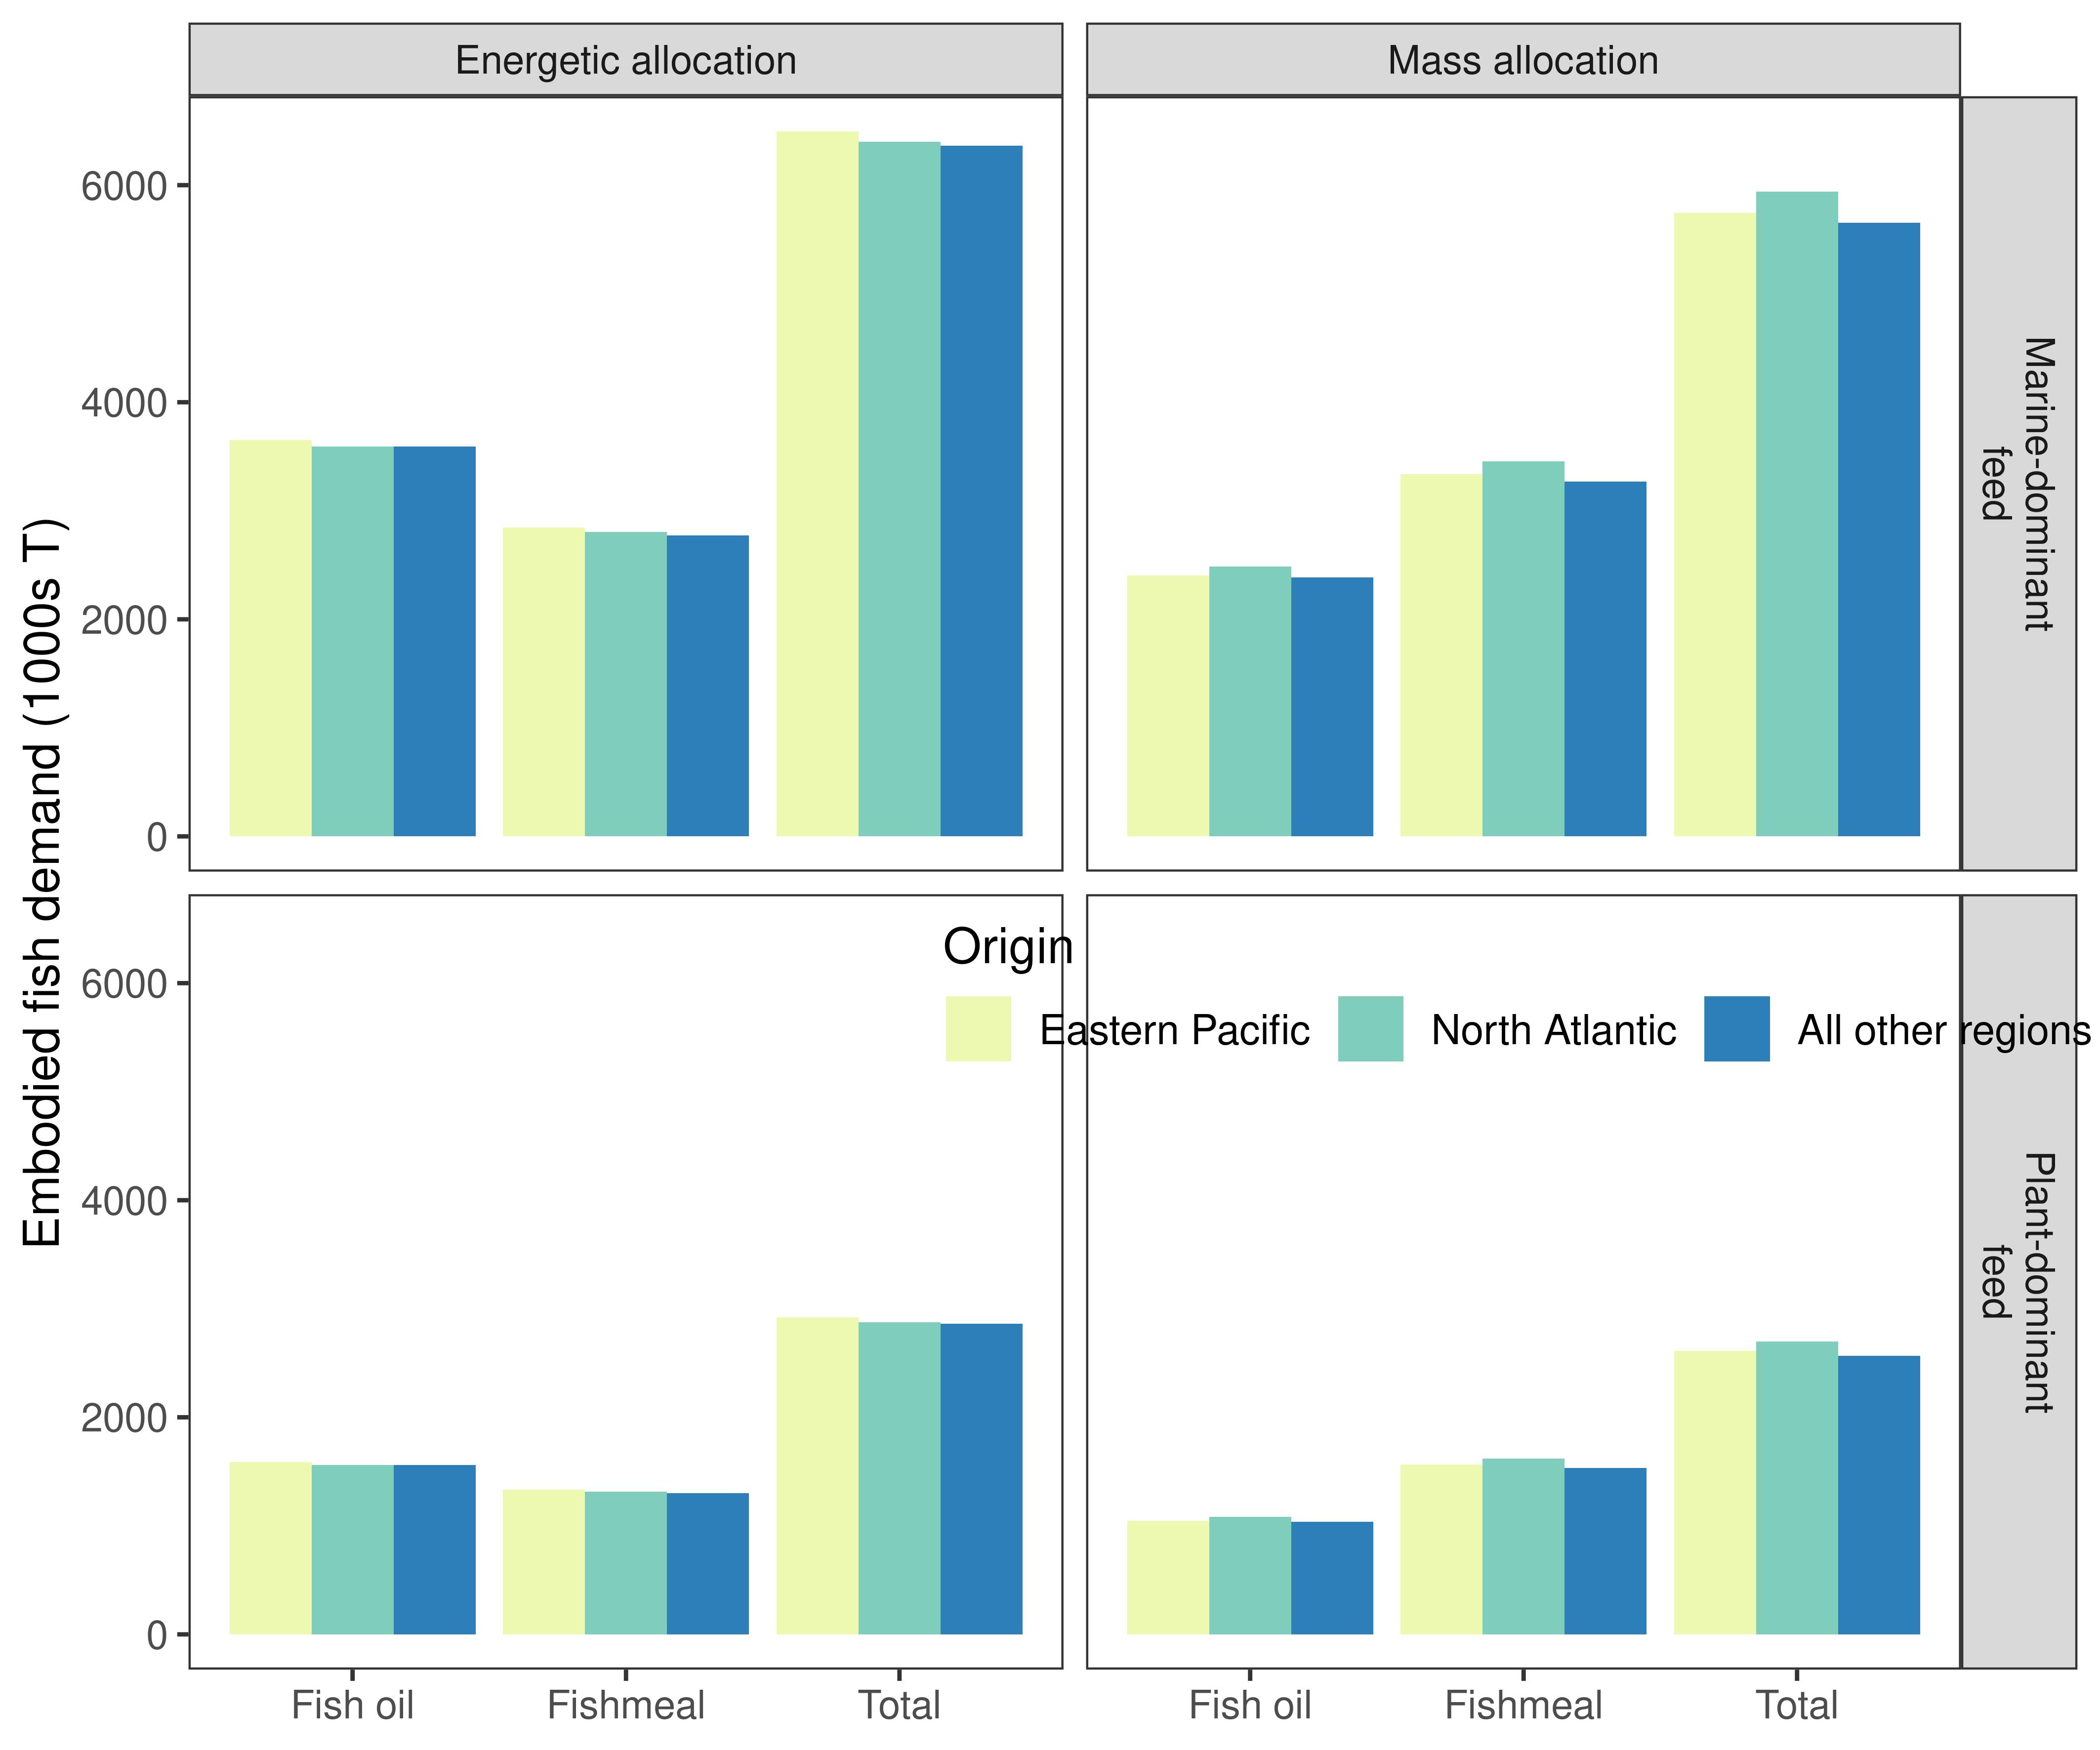 Energetic allocation
Mass allocation
Embodied fish demand (1000s T)
6000
4000
2000
0
Marine-dominant
feed
6000
4000
2000
0
Origin
Eastern Pacific
North Atlantic
All other regions
Plant-dominant
feed
Fish oil
Fishmeal
Total
Fish oil
Fishmeal
Total